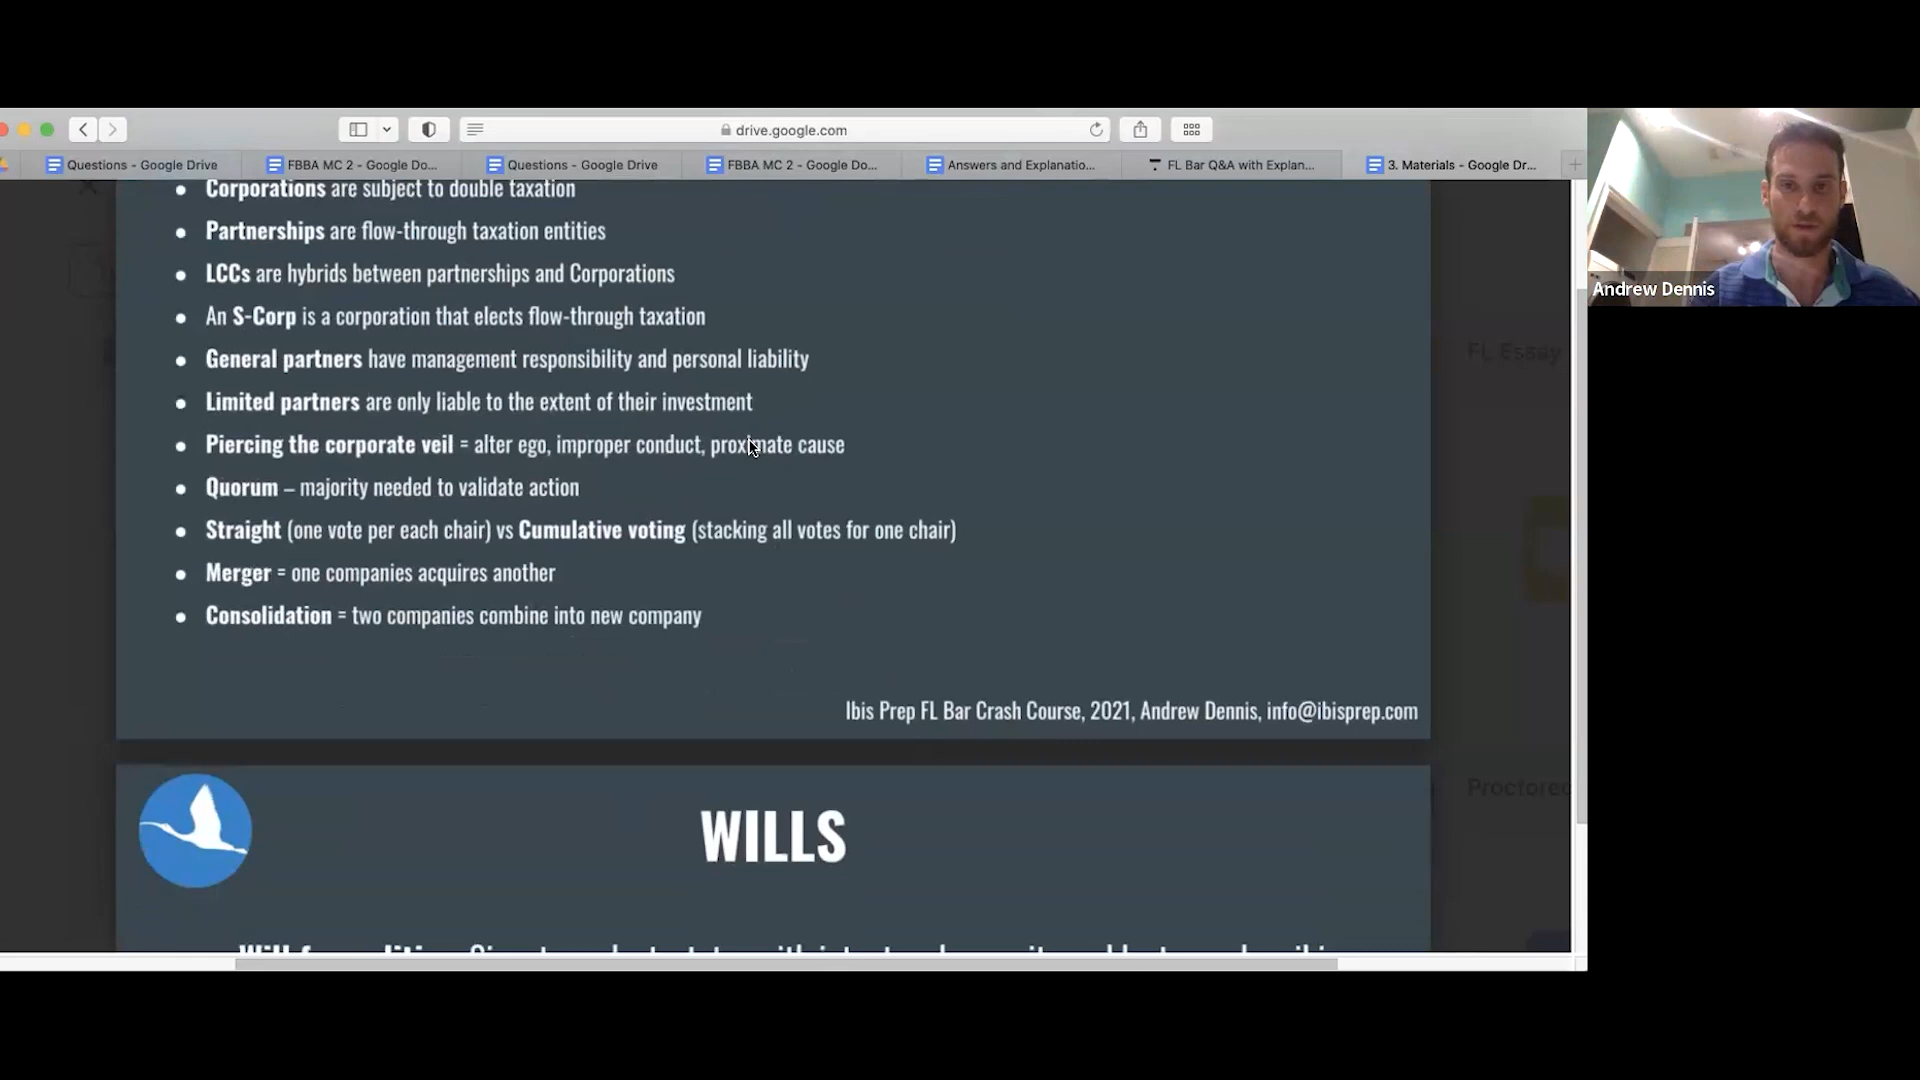 drive.google.com
Questions - Google Drive
FBBA MC 2 - Google Do...
Questions - Google Drive
FBBA MC 2 - Google Do...
Answers and Explanatio...
FL Bar Q&A with Explan...
3. Materials - Google Dr...
Corporations are subject to double taxation
Partnerships are flow-through taxation entities
LCCs are hybrids between partnerships and Corporations
An S-Corp is a corporation that elects flow-through taxation
General partners have management responsibility and personal liability
Limited partners are only liable to the extent of their investment
Piercing the corporate veil = alter ego, improper conduct, proximate cause
Quorum – majority needed to validate action
Straight (one vote per each chair) vs Cumulative voting (stacking all votes for one chair)
Merger = one companies acquires another
Consolidation = two companies combine into new company
Ibis Prep FL Bar Crash Course, 2021, Andrew Dennis, info@ibisprep.com
WILLS
Andrew Dennis
FL Essay
Proctored